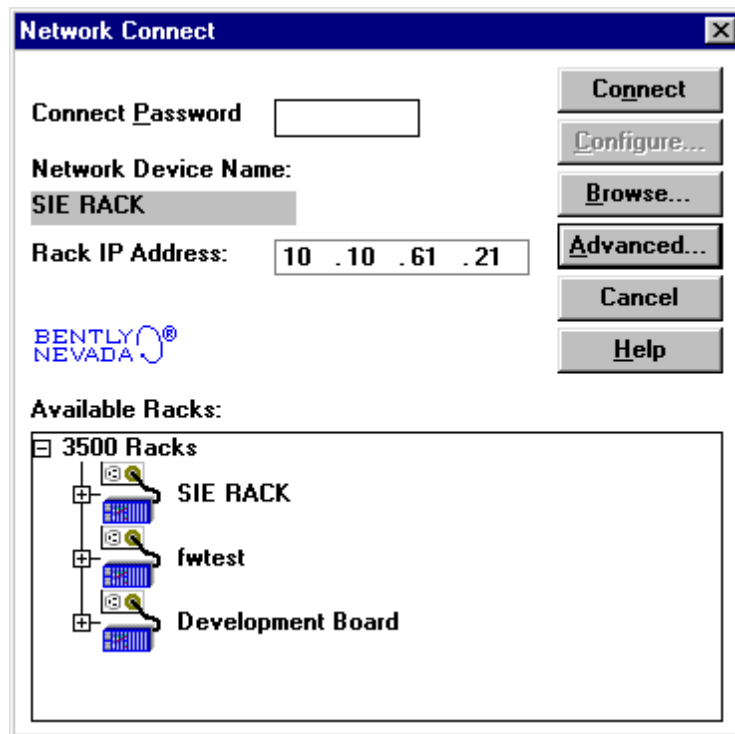 Network Connect
Connect Password
Connect
Configure...
Network Device Name:
SIE RACK
Browse...
Rack IP Address:
10 .10 .61 .21
Advanced...
Cancel
BENTLY
NEVADA ®
Help
Available Racks:
3500 Racks
SIE RACK
fwtest
Development Board